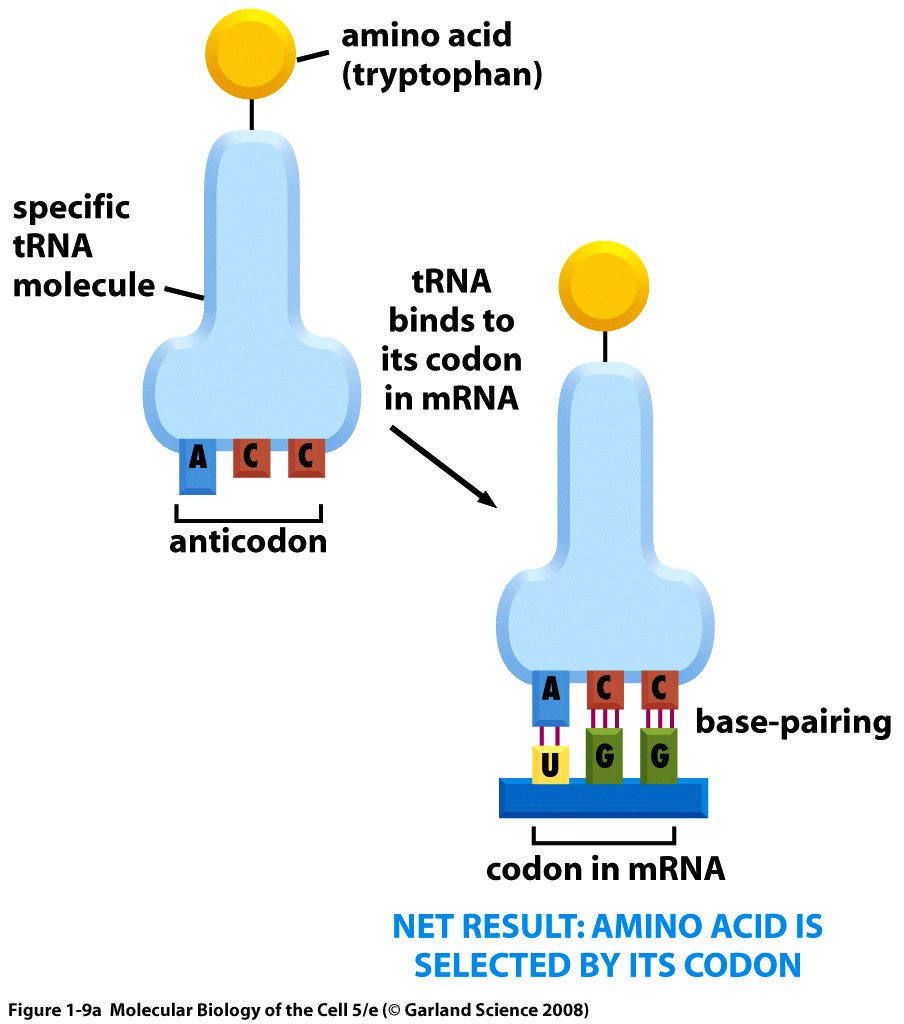 amino acid
(tryptophan)
specific
tRNA
molecule
A C C
anticodon
tRNA
binds to
its codon
in mRNA
A C C
base-pairing
U G G
codon in mRNA
NET RESULT: AMINO ACID IS
SELECTED BY ITS CODON
Figure 1-9a Molecular Biology of the Cell 5/e (© Garland Science 2008)